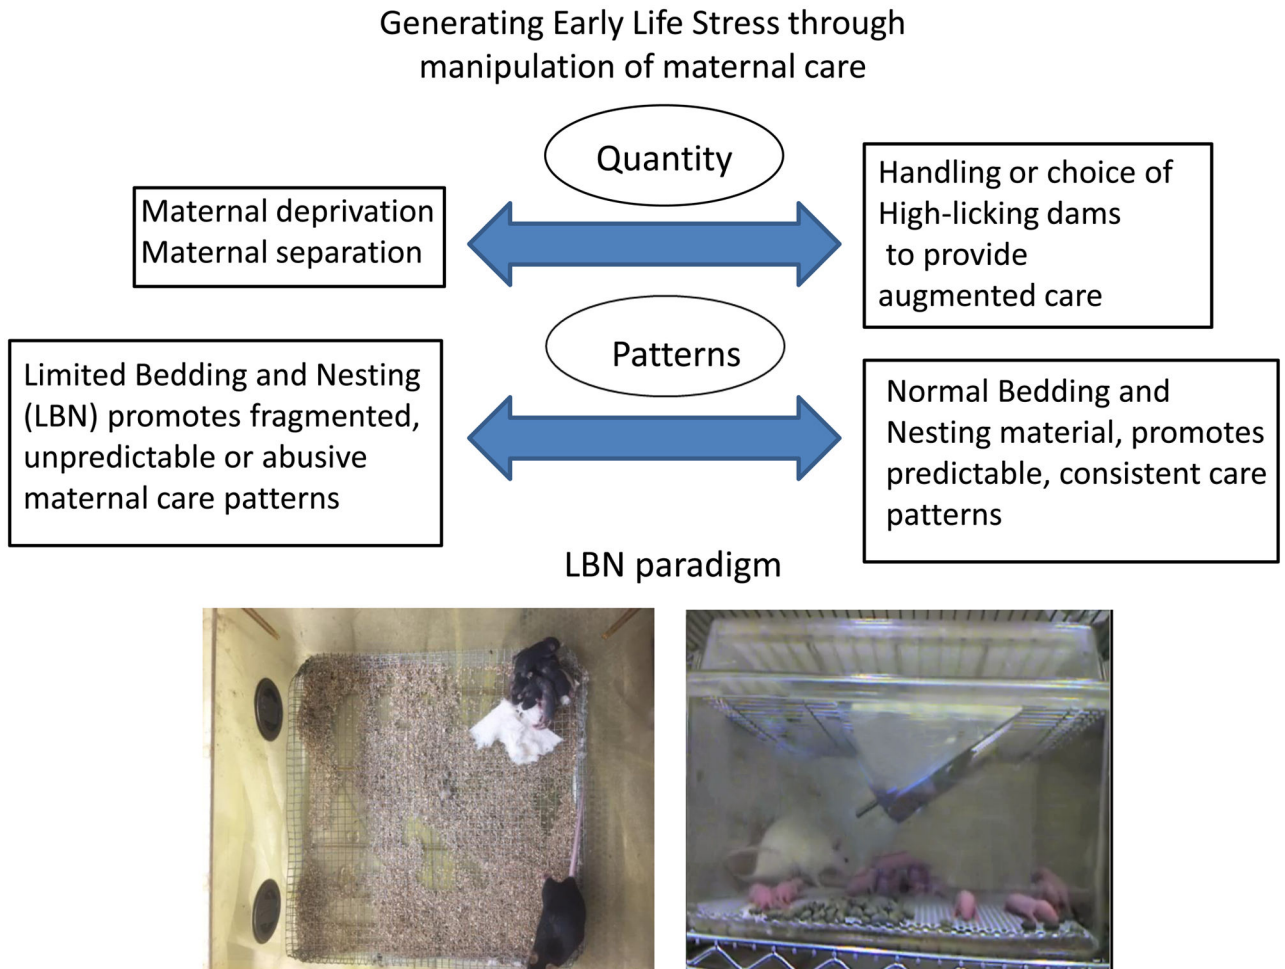 Generating Early Life Stress through
manipulation of maternal care
Quantity
Maternal deprivation
Maternal separation
Handling or choice of
High-licking dams
to provide
augmented care
Patterns
Limited Bedding and Nesting
(LBN) promotes fragmented,
unpredictable or abusive
maternal care patterns
Normal Bedding and
Nesting material, promotes
predictable, consistent care
patterns
LBN paradigm